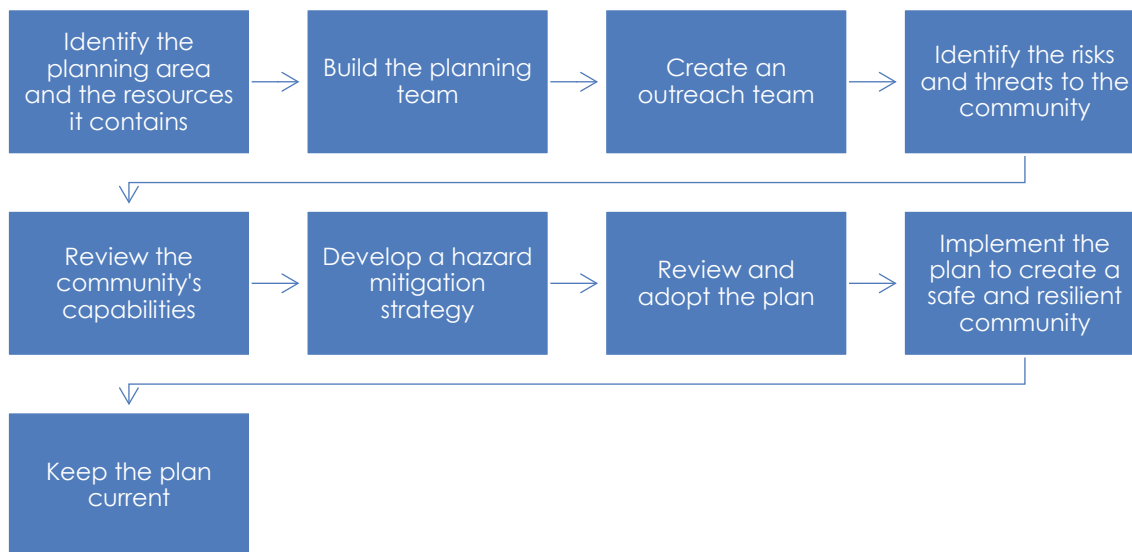 Identify the
planning area
and the resources
it contains
Build the planning
team
Create an
outreach team
Identify the risks
and threats to the
community
Review the
community's
capabilities
Develop a hazard
mitigation
strategy
Review and
adopt the plan
Implement the
plan to create a
safe and resilient
community
Keep the plan
current